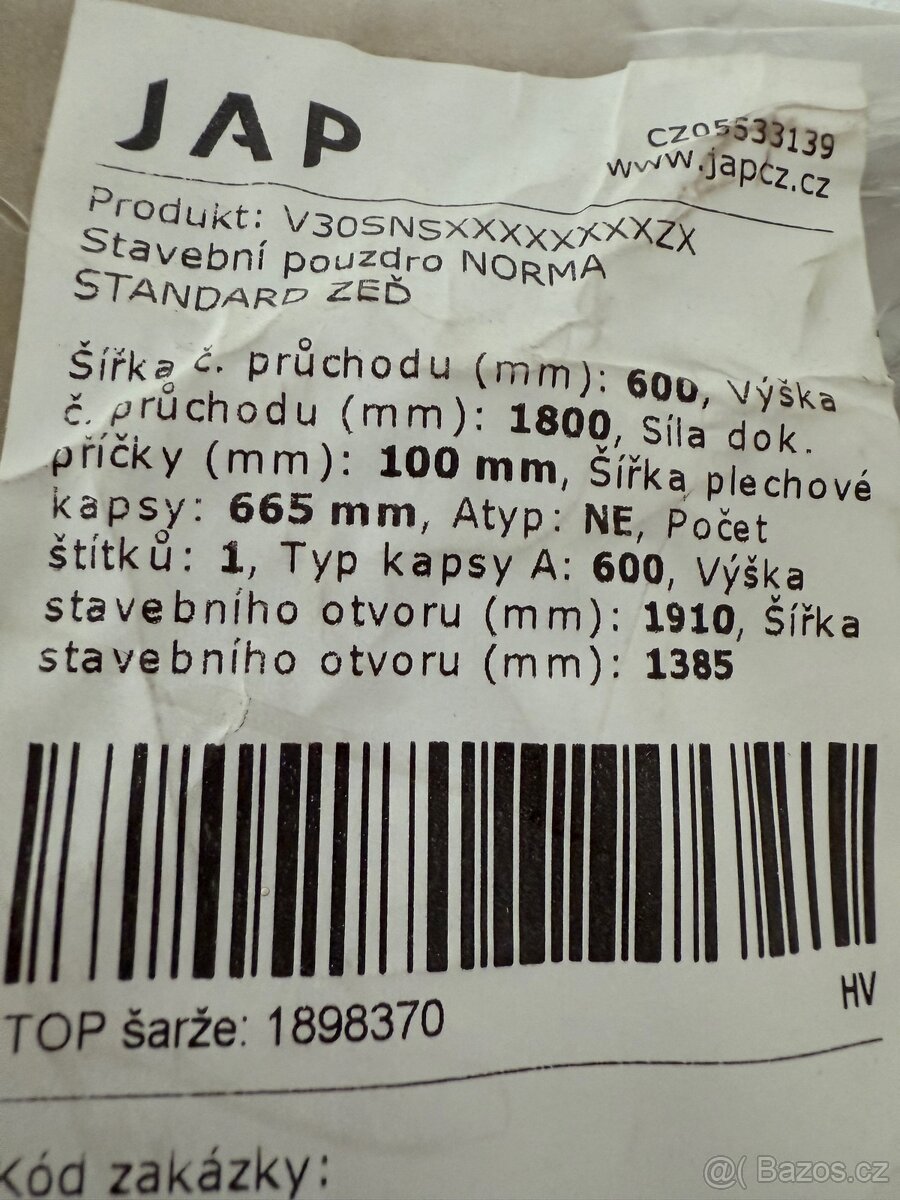 JAP
CZ05533139
www.japcz.cz
Produkt: V30SNSXXXXXXXXXZX
Stavební pouzdro NORMA
STANDARD ZEĎ
Šířka č. průchodu (mm): 600, Výška
č. průchodu (mm): 1800, Síla dok.
příčky (mm): 100 mm, Šířka plechové
kapsy: 665 mm, Atyp: NE, Počet
štítků: 1, Typ kapsy A: 600, Výška
stavebního otvoru (mm): 1910, Šířka
stavebního otvoru (mm): 1385
HV
TOP šarže: 1898370
Kód zakázky:
@( Bazos.cz